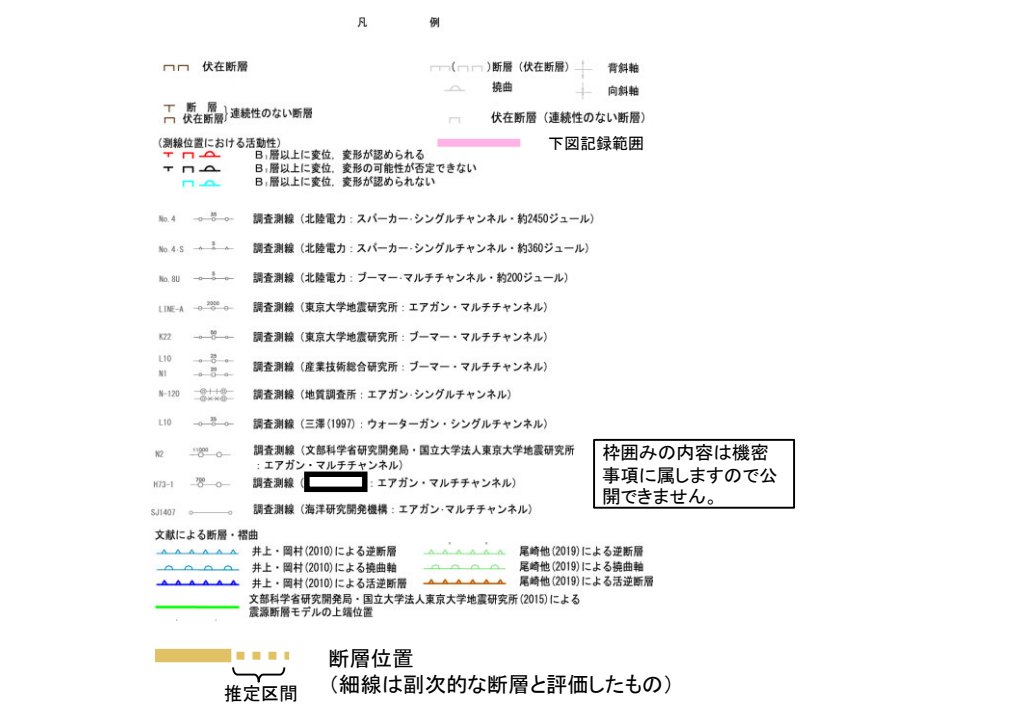 凡 例
伏在断層
( )断層（伏在断層）
背斜軸
撓曲
向斜軸
断 層
伏在断層}連続性のない断層
伏在断層（連続性のない断層）
（測線位置における活動性）
下図記録範囲
B₁層以上に変位，変形が認められる
B₁層以上に変位，変形の可能性が否定できない
B₁層以上に変位，変形が認められない
No.4 調査測線（北陸電力：スパーカー・シングルチャンネル・約2450ジュール）
No.4-S 調査測線（北陸電力：スパーカー・シングルチャンネル・約360ジュール）
No.8U 調査測線（北陸電力：ブーマー・マルチチャンネル・約200ジュール）
LINE-A 2000 調査測線（東京大学地震研究所：エアガン・マルチチャンネル）
K22 50 調査測線（東京大学地震研究所：ブーマー・マルチチャンネル）
L10
N1
調査測線（産業技術総合研究所：ブーマー・マルチチャンネル）
N-120 調査測線（地質調査所：エアガン・シングルチャンネル）
L10 調査測線（三澤(1997)：ウォーターガン・シングルチャンネル）
N2 11000 調査測線（文部科学省研究開発局・国立大学法人東京大学地震研究所
：エアガン・マルチチャンネル）
H73-1 700 調査測線（ ：エアガン・マルチチャンネル）
枠囲みの内容は機密
事項に属しますので公
開できません。
SJ1407 調査測線（海洋研究開発機構：エアガン・マルチチャンネル）
文献による断層・褶曲
井上・岡村(2010)による逆断層
尾崎他(2019)による逆断層
井上・岡村(2010)による撓曲軸
尾崎他(2019)による撓曲軸
井上・岡村(2010)による活逆断層
尾崎他(2019)による活逆断層
文部科学省研究開発局・国立大学法人東京大学地震研究所(2015)による
震源断層モデルの上端位置
断層位置
（細線は副次的な断層と評価したもの）
推定区間